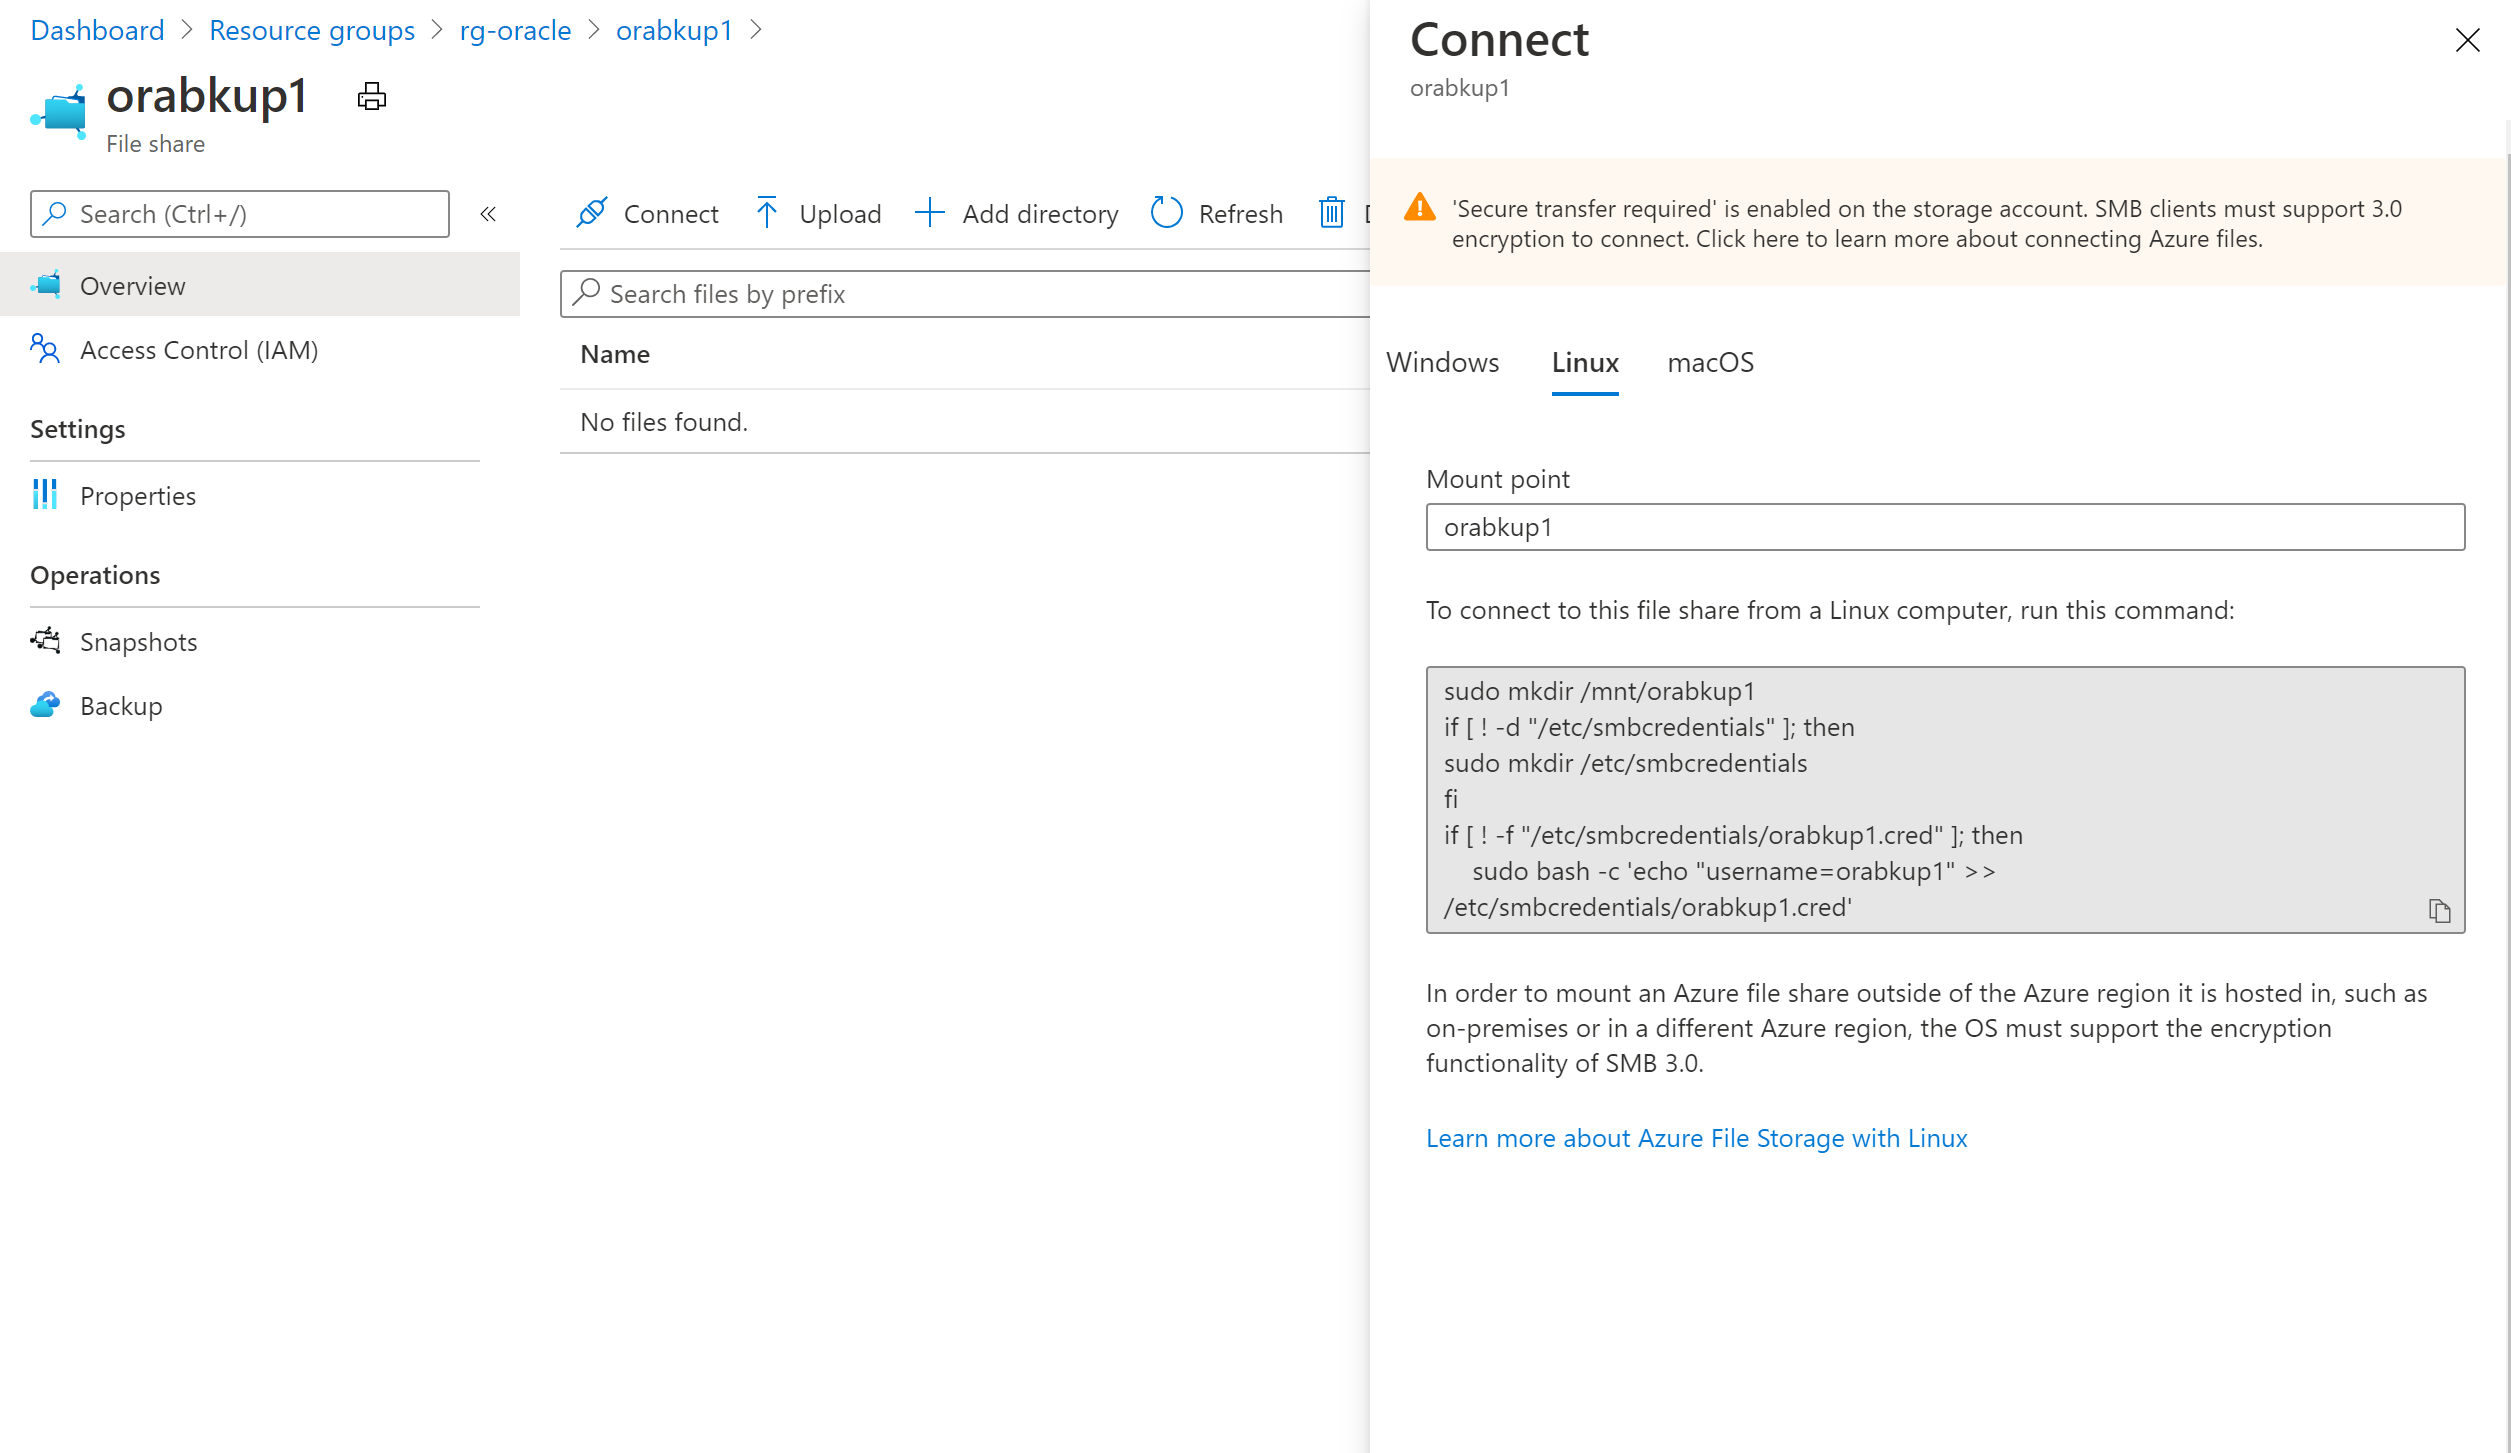 Dashboard > Resource groups > rg-oracle > orabkup1 >
orabkup1
File share
Search (Ctrl+/)
«
Overview
Access Control (IAM)
Settings
Properties
Operations
Snapshots
Backup
Connect
Upload
Add directory
Refresh
Search files by prefix
Name
No files found.
Connect
orabkup1
'Secure transfer required' is enabled on the storage account. SMB clients must support 3.0
encryption to connect. Click here to learn more about connecting Azure files.
Windows
Linux
macOS
Mount point
orabkup1
To connect to this file share from a Linux computer, run this command:
sudo mkdir /mnt/orabkup1
if [ ! -d "/etc/smbcredentials" ]; then
sudo mkdir /etc/smbcredentials
fi
if [ ! -f "/etc/smbcredentials/orabkup1.cred" ]; then
    sudo bash -c 'echo "username=orabkup1" >>
/etc/smbcredentials/orabkup1.cred'
In order to mount an Azure file share outside of the Azure region it is hosted in, such as
on-premises or in a different Azure region, the OS must support the encryption
functionality of SMB 3.0.
Learn more about Azure File Storage with Linux